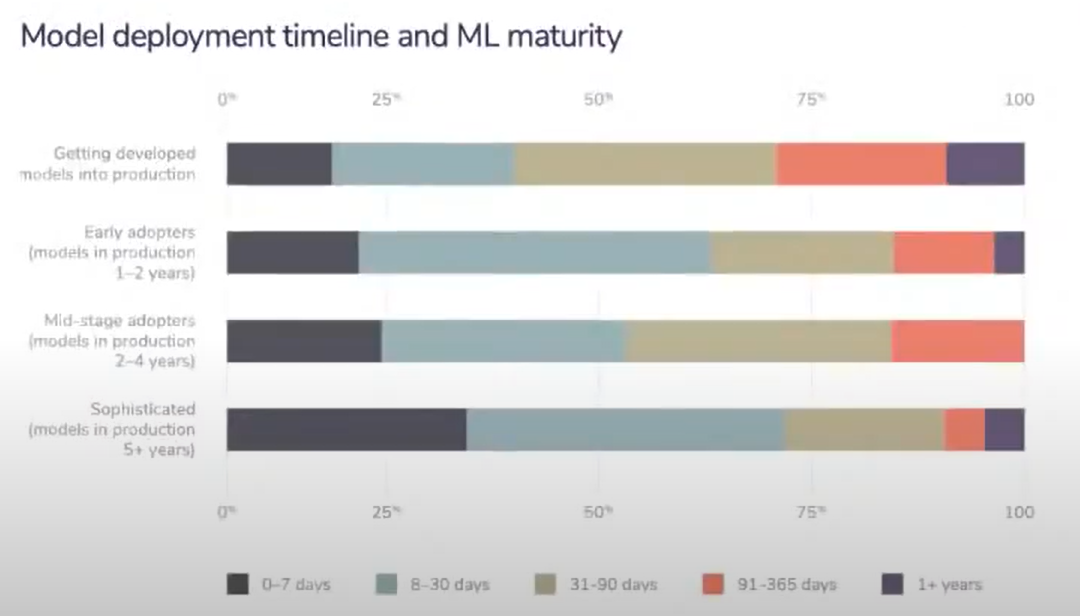 Model deployment timeline and ML maturity
0% 25% 50% 75% 100
Getting developed
models into production
Early adopters
(models in production
1–2 years)
Mid-stage adopters
(models in production
2–4 years)
Sophisticated
(models in production
5+ years)
0% 25% 50% 75% 100
0–7 days 8–30 days 31-90 days 91-365 days 1+ years